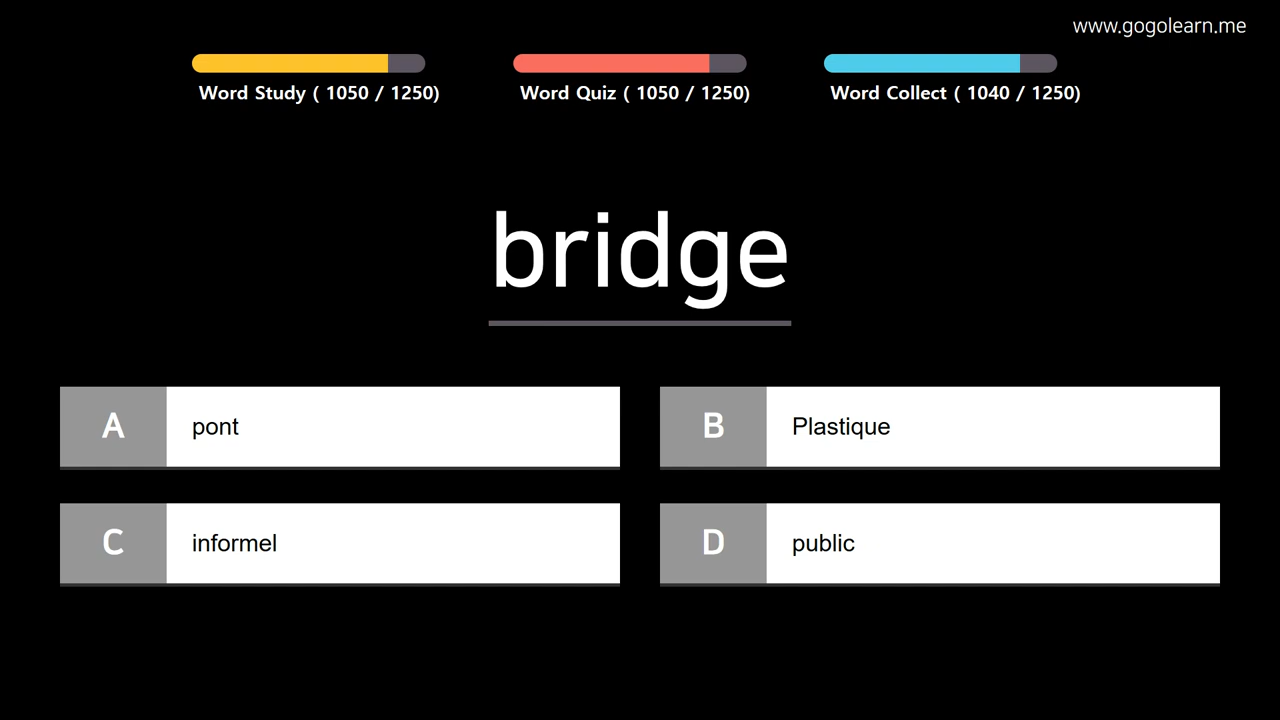 www.gogolearn.me
Word Study ( 1050 / 1250)
Word Quiz ( 1050 / 1250)
Word Collect ( 1040 / 1250)
bridge
A
pont
B
Plastique
C
informel
D
public